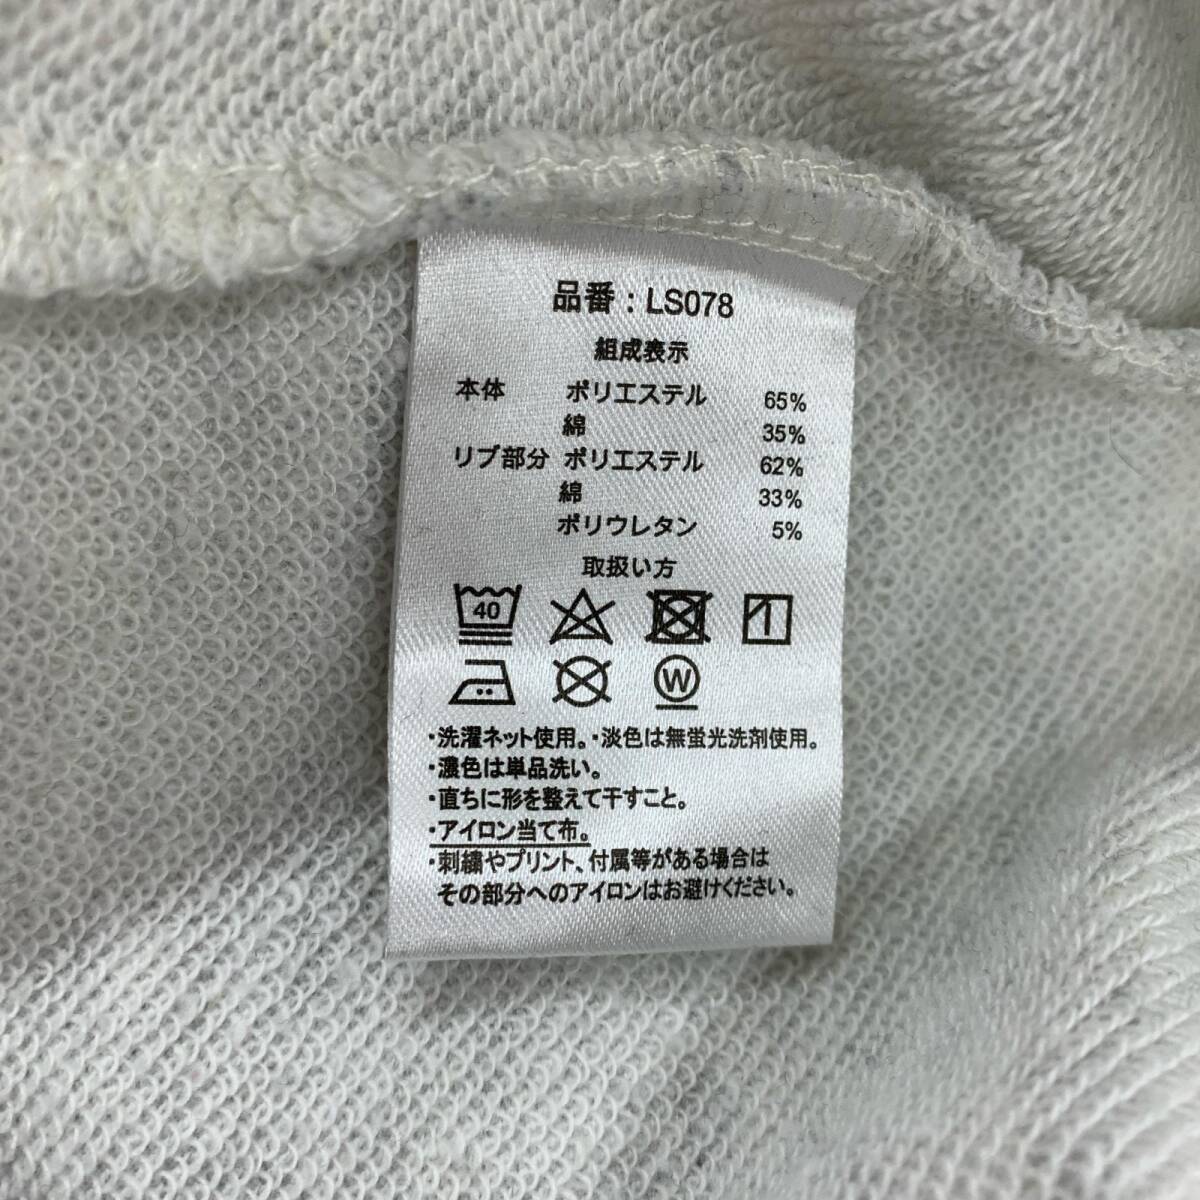 品番：LS078
組成表示
本体 ポリエステル 65%
綿 35%
リブ部分 ポリエステル 62%
綿 33%
ポリウレタン 5%
取扱い方
40
W
・洗濯ネット使用。・淡色は無蛍光洗剤使用。
・濃色は単品洗い。
・直ちに形を整えて干すこと。
・アイロン当て布。
・刺繍やプリント、付属等がある場合は
その部分へのアイロンはお避けください。